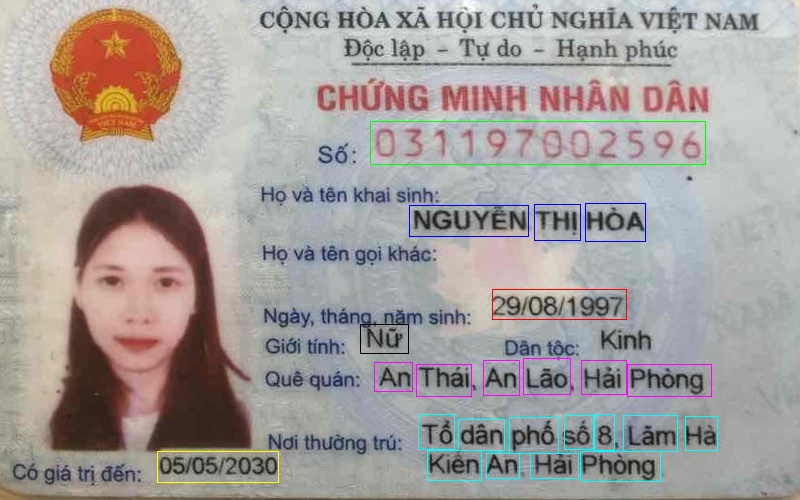 CỘNG HÒA XÃ HỘI CHỦ NGHĨA VIỆT NAM
Độc lập - Tự do - Hạnh phúc
CHỨNG MINH NHÂN DÂN
Số: 031197002596
Họ và tên khai sinh:
NGUYỄN THỊ HÒA
Họ và tên gọi khác:
Ngày, tháng, năm sinh: 29/08/1997
Giới tính: Nữ Dân tộc: Kinh
Quê quán: An Thái, An Lão, Hải Phòng
Nơi thường trú: Tổ dân phố số 8, Lãm Hà
Kiến An, Hải Phòng
Có giá trị đến: 05/05/2030